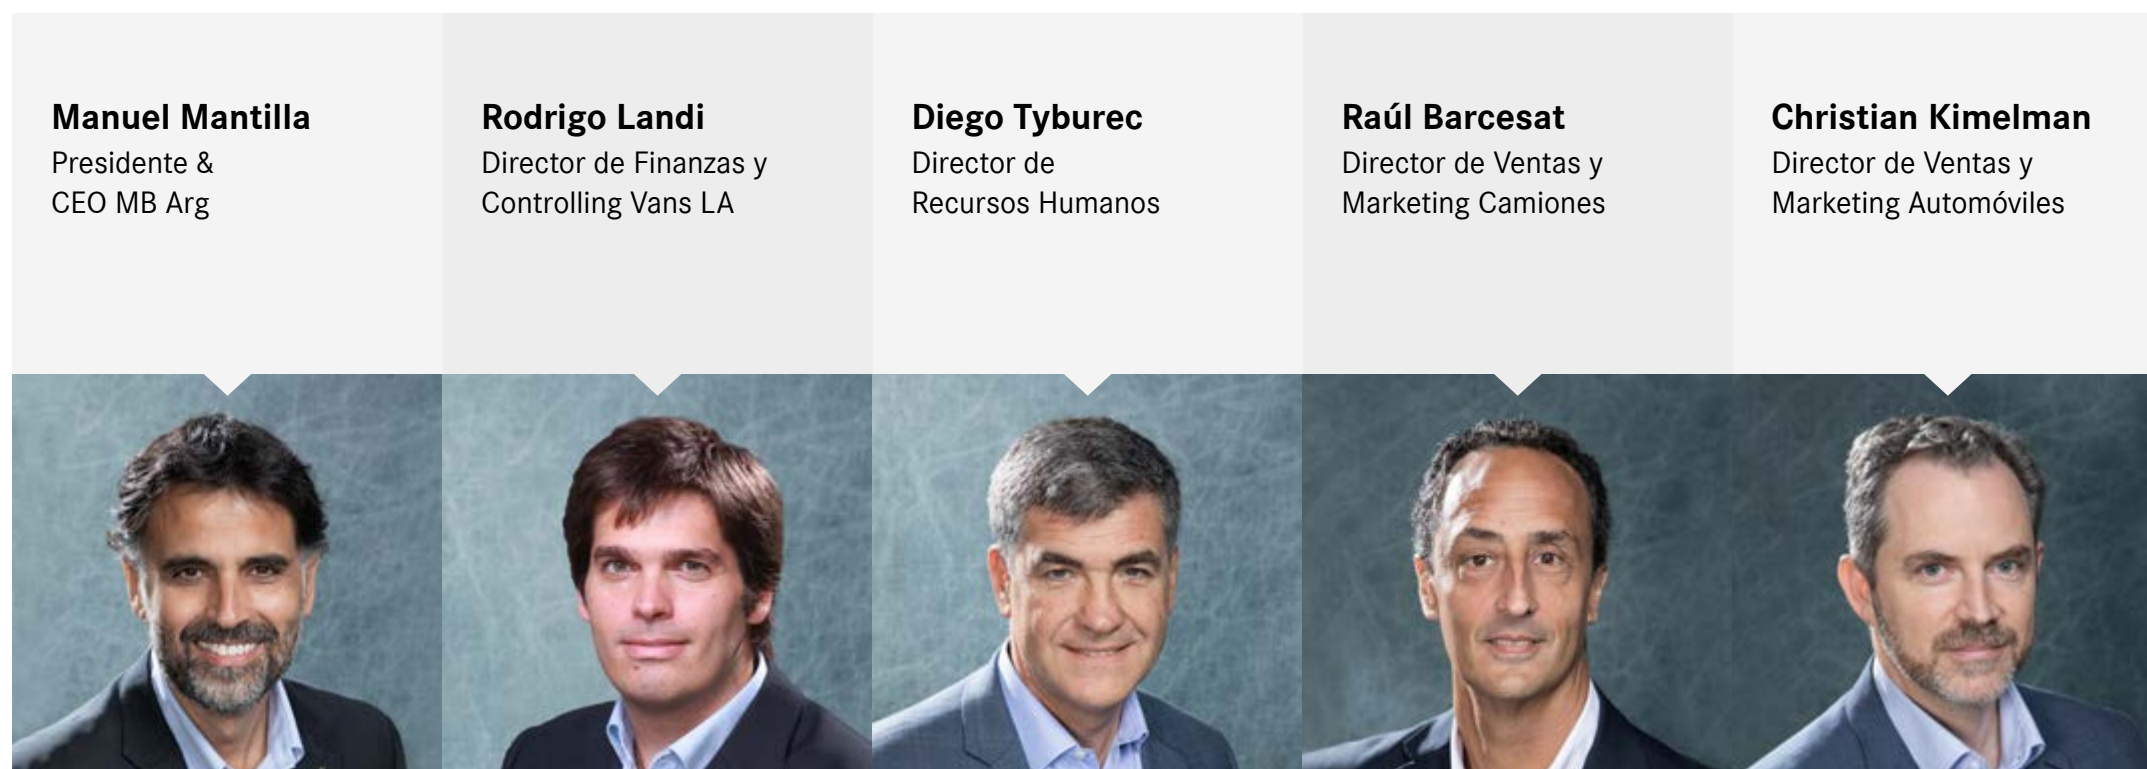 Manuel Mantilla
Presidente &
CEO MB Arg
Rodrigo Landi
Director de Finanzas y
Controlling Vans LA
Diego Tyburec
Director de
Recursos Humanos
Raúl Barcesat
Director de Ventas y
Marketing Camiones
Christian Kimelman
Director de Ventas y
Marketing Automóviles